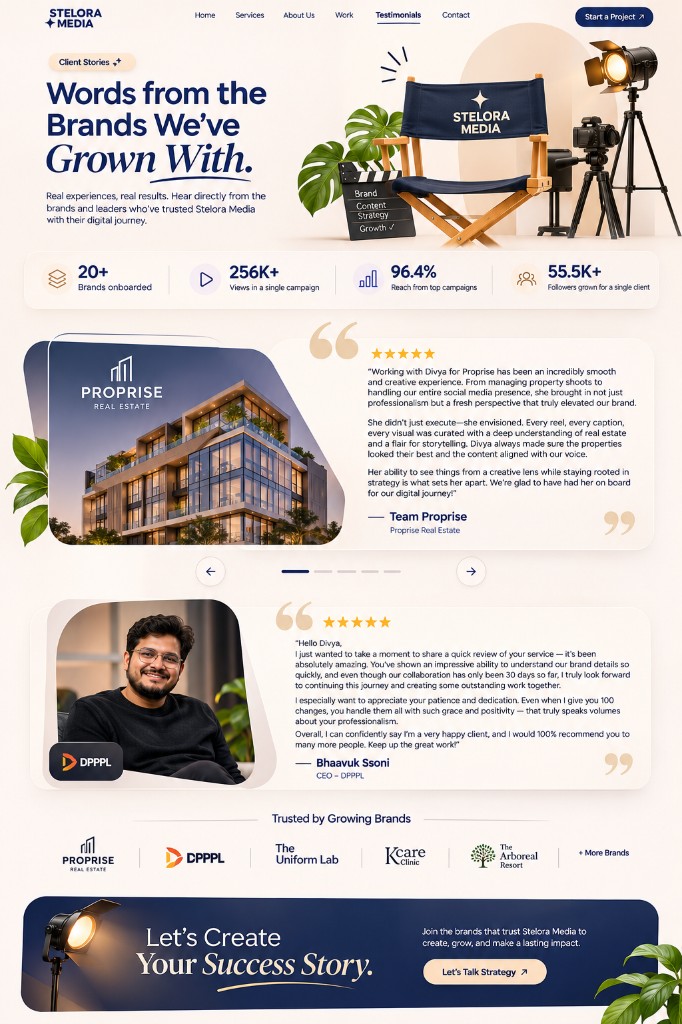 STELORA
MEDIA
Home
Services
About Us
Work
Testimonials
Contact
Start a Project ↗
Client Stories
Words from the
Brands We've
Grown With.
Real experiences, real results. Hear directly from the
brands and leaders who've trusted Stelora Media
with their digital journey.
STELORA
MEDIA
Brand
Content
Strategy
Growth ✓
20+
Brands onboarded
256K+
Views in a single campaign
96.4%
Reach from top campaigns
55.5K+
Followers grown for a single client
PROPRISE
REAL ESTATE
"Working with Divya for Proprise has been an incredibly smooth
and creative experience. From managing property shoots to
handling our entire social media presence, she brought in not just
professionalism but a fresh perspective that truly elevated our brand.
She didn't just execute—she envisioned. Every reel, every caption,
every visual was curated with a deep understanding of real estate
and a flair for storytelling. Divya always made sure the properties
looked their best and the content aligned with our voice.
Her ability to see things from a creative lens while staying rooted in
strategy is what sets her apart. We're glad to have had her on board
for our digital journey!"
— Team Proprise
Proprise Real Estate
← →
"Hello Divya,
I just wanted to take a moment to share a quick review of your service — it's been
absolutely amazing. You've shown an impressive ability to understand our brand details so
quickly, and even though our collaboration has only been 30 days so far, I truly look forward
to continuing this journey and creating some outstanding work together.
I especially want to appreciate your patience and dedication. Even when I give you 100
changes, you handle them all with such grace and positivity — that truly speaks volumes
about your professionalism.
Overall, I can confidently say I'm a very happy client, and I would 100% recommend you to
many more people. Keep up the great work!"
— Bhaavuk Ssoni
CEO – DPPPL
DPPPL
Trusted by Growing Brands
PROPRISE
REAL ESTATE
DPPPL
The
Uniform Lab
Kcare
Clinic
The
Arboreal
Resort
+ More Brands
Let's Create
Your Success Story.
Join the brands that trust Stelora Media to
create, grow, and make a lasting impact.
Let's Talk Strategy ↗